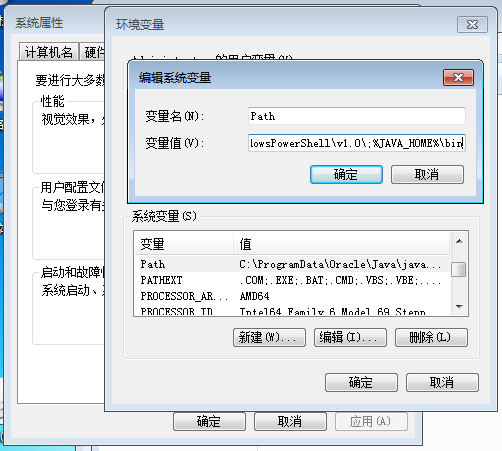 系统属性
环境变量
计算机名
硬件
Administrator 的用户变量(U)
要进行大多数
编辑系统变量
性能
视觉效果，
变量名(N):
Path
变量值(V):
lowsPowerShell\v1.0\;%JAVA_HOME%\bin
确定
取消
用户配置文件
与您登录有关
系统变量(S)
变量
值
Path
C:\ProgramData\Oracle\Java\java...
PATHEXT
.COM;.EXE;.BAT;.CMD;.VBS;.VBE;....
PROCESSOR_AR...
AMD64
PROCESSOR_ID
Intel64 Family 6 Model 69 Stepp
启动和故障
系统启动、
新建(W)...
编辑(I)...
删除(L)
确定
取消
确定
取消
应用(A)